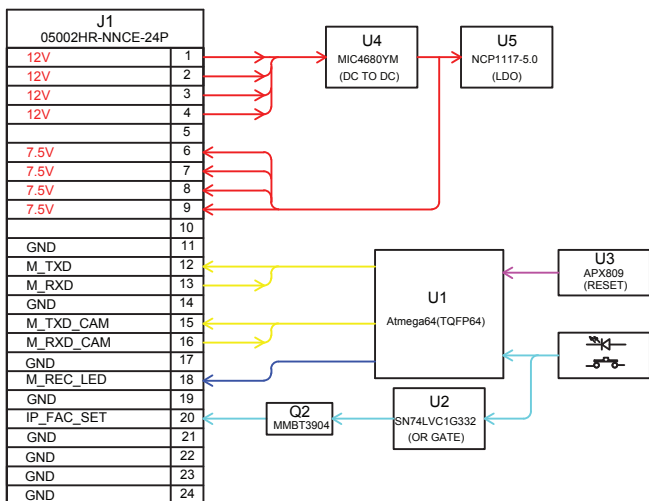 J1
05002HR-NNCE-24P
12V 1
12V 2
12V 3
12V 4
5
7.5V 6
7.5V 7
7.5V 8
7.5V 9
10
GND 11
M_TXD 12
M_RXD 13
GND 14
M_TXD_CAM 15
M_RXD_CAM 16
GND 17
M_REC_LED 18
GND 19
IP_FAC_SET 20
GND 21
GND 22
GND 23
GND 24
U4
MIC4680YM
(DC TO DC)
U5
NCP1117-5.0
(LDO)
U1
Atmega64(TQFP64)
U3
APX809
(RESET)
Q2
MMBT3904
U2
SN74LVC1G332
(OR GATE)